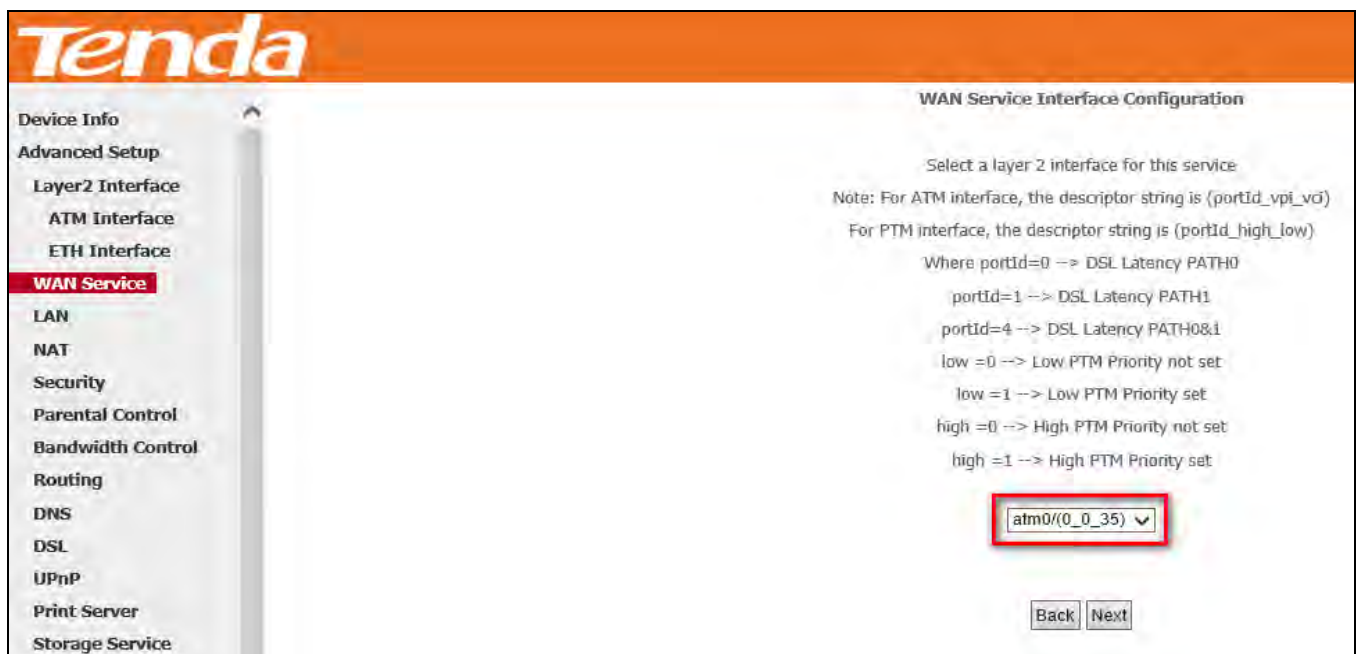 Tenda
Device Info
Advanced Setup
Layer2 Interface
ATM Interface
ETH Interface
WAN Service
LAN
NAT
Security
Parental Control
Bandwidth Control
Routing
DNS
DSL
UPnP
Print Server
Storage Service
WAN Service Interface Configuration
Select a layer 2 interface for this service
Note: For ATM interface, the descriptor string is (portId_vpi_vci)
For PTM interface, the descriptor string is (portId_high_low)
Where portId=0 --> DSL Latency PATH0
portId=1 --> DSL Latency PATH1
portId=4 --> DSL Latency PATH0&1
low =0 --> Low PTM Priority not set
low =1 --> Low PTM Priority set
high =0 --> High PTM Priority not set
high =1 --> High PTM Priority set
atm0/(0_0_35)
Back Next